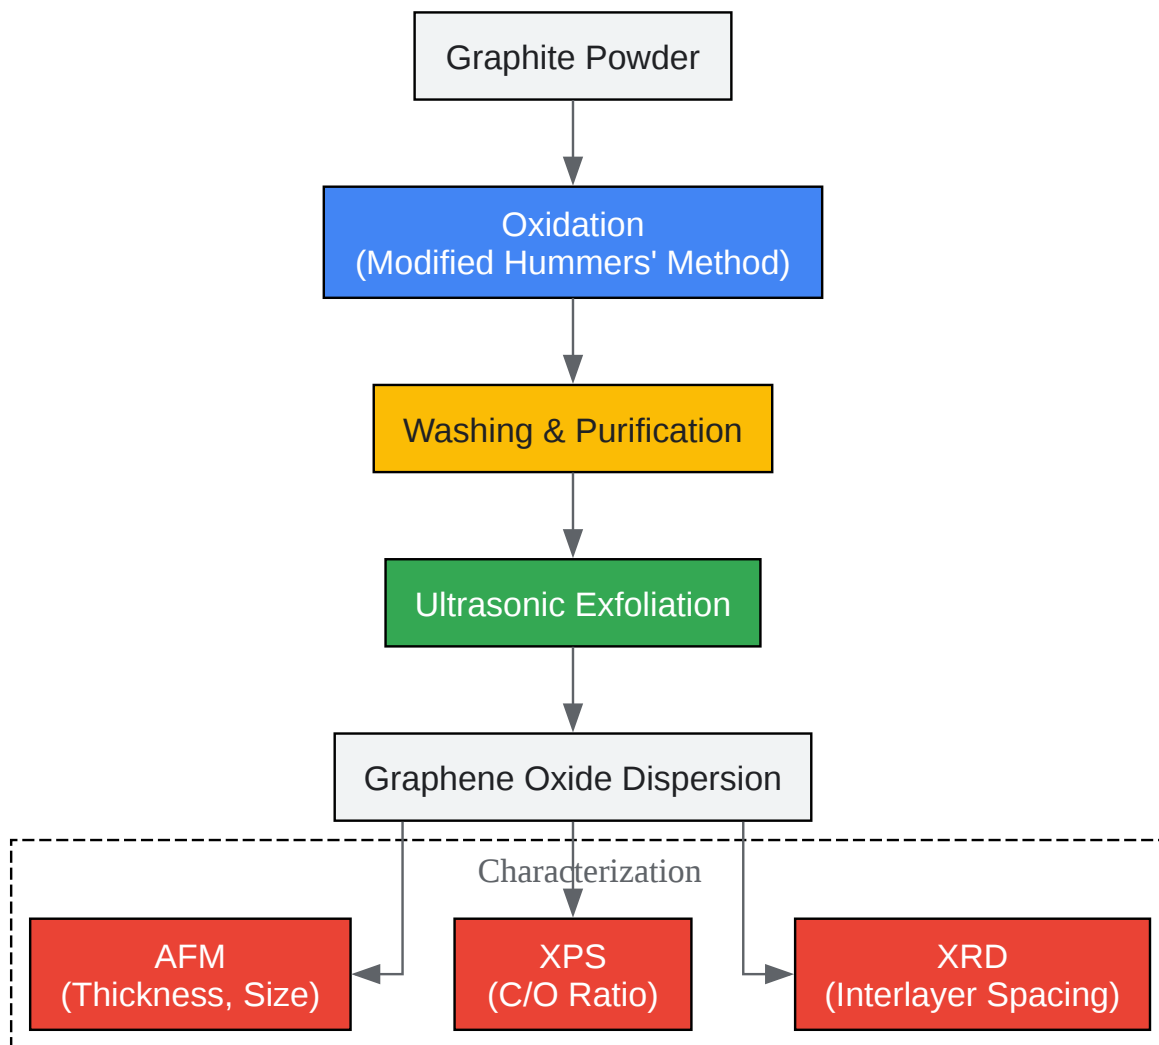 Graphite Powder
Oxidation
(Modified Hummers' Method)
Washing & Purification
Ultrasonic Exfoliation
Graphene Oxide Dispersion
Characterization
AFM
(Thickness, Size)
XPS
(C/O Ratio)
XRD
(Interlayer Spacing)